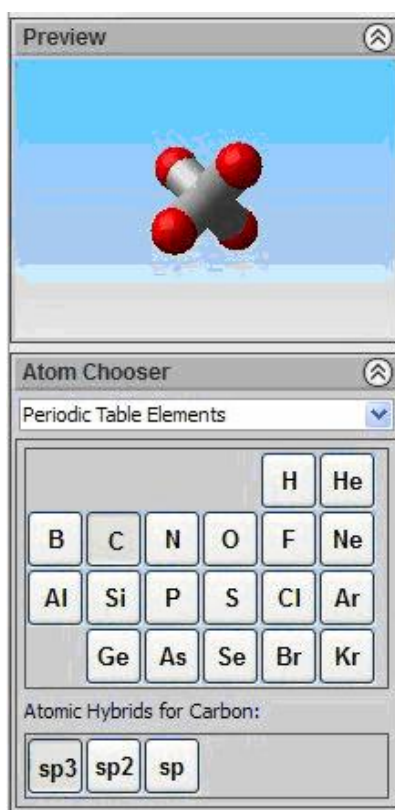 Preview
Atom Chooser
Periodic Table Elements
H He
B C N O F Ne
Al Si P S Cl Ar
Ge As Se Br Kr
Atomic Hybrids for Carbon:
sp3 sp2 sp